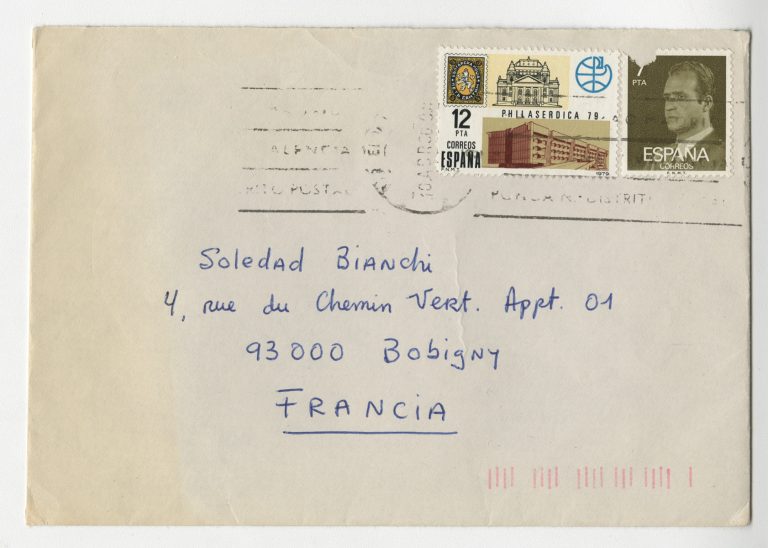 12
PTA
CORREOS
ESPAÑA
F.N.M.T.
PHILASERDICA 79
1979
7
PTA
ESPAÑA
CORREOS
Soledad Bianchi
4, rue du Chemin Vert. Appt. 01
93000 Bobigny
FRANCIA